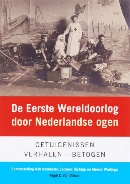 De Eerste Wereldoorlog
door Nederlandse ogen
GETUIGENISSEN
VERHALEN – BETOGEN